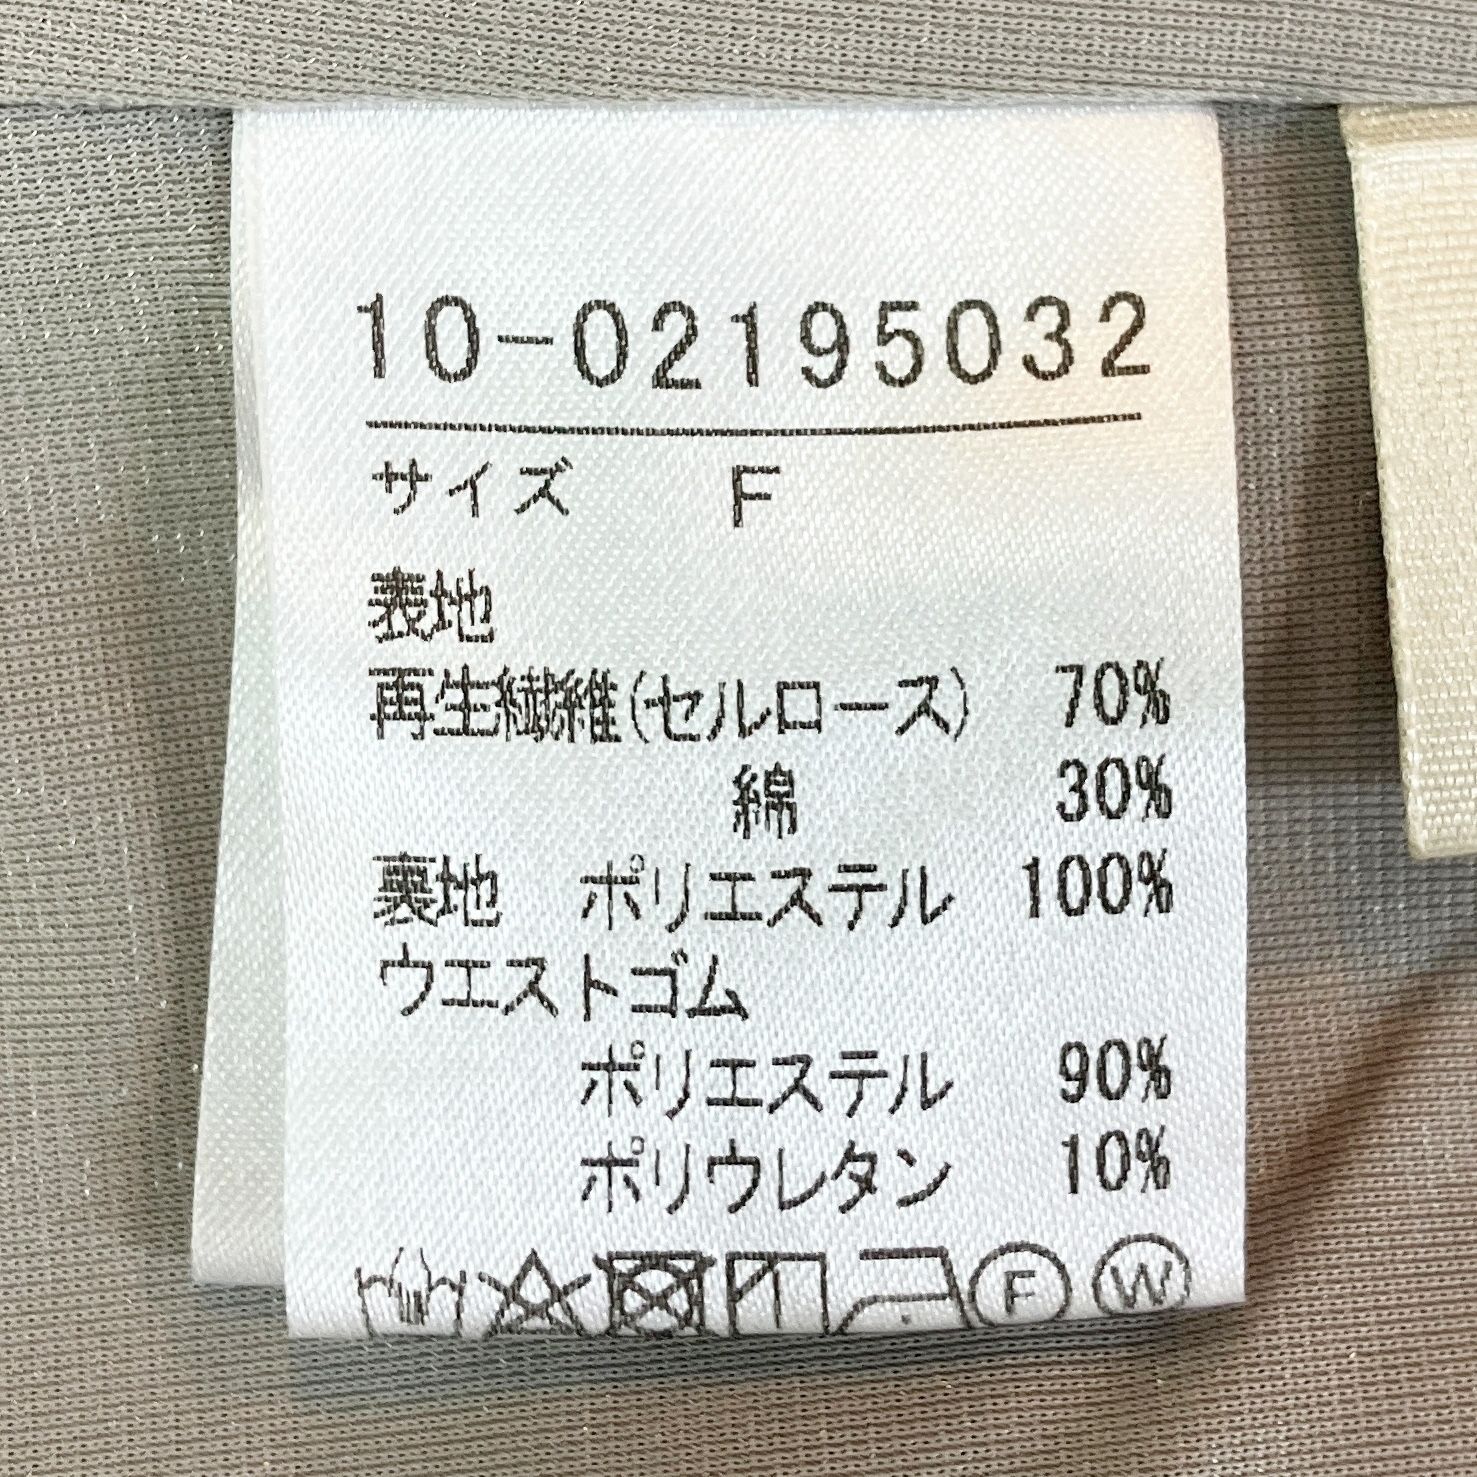 10-02195032
サイズ F
表地
再生繊維(セルロース) 70%
綿 30%
裏地 ポリエステル 100%
ウエストゴム
ポリエステル 90%
ポリウレタン 10%
F W